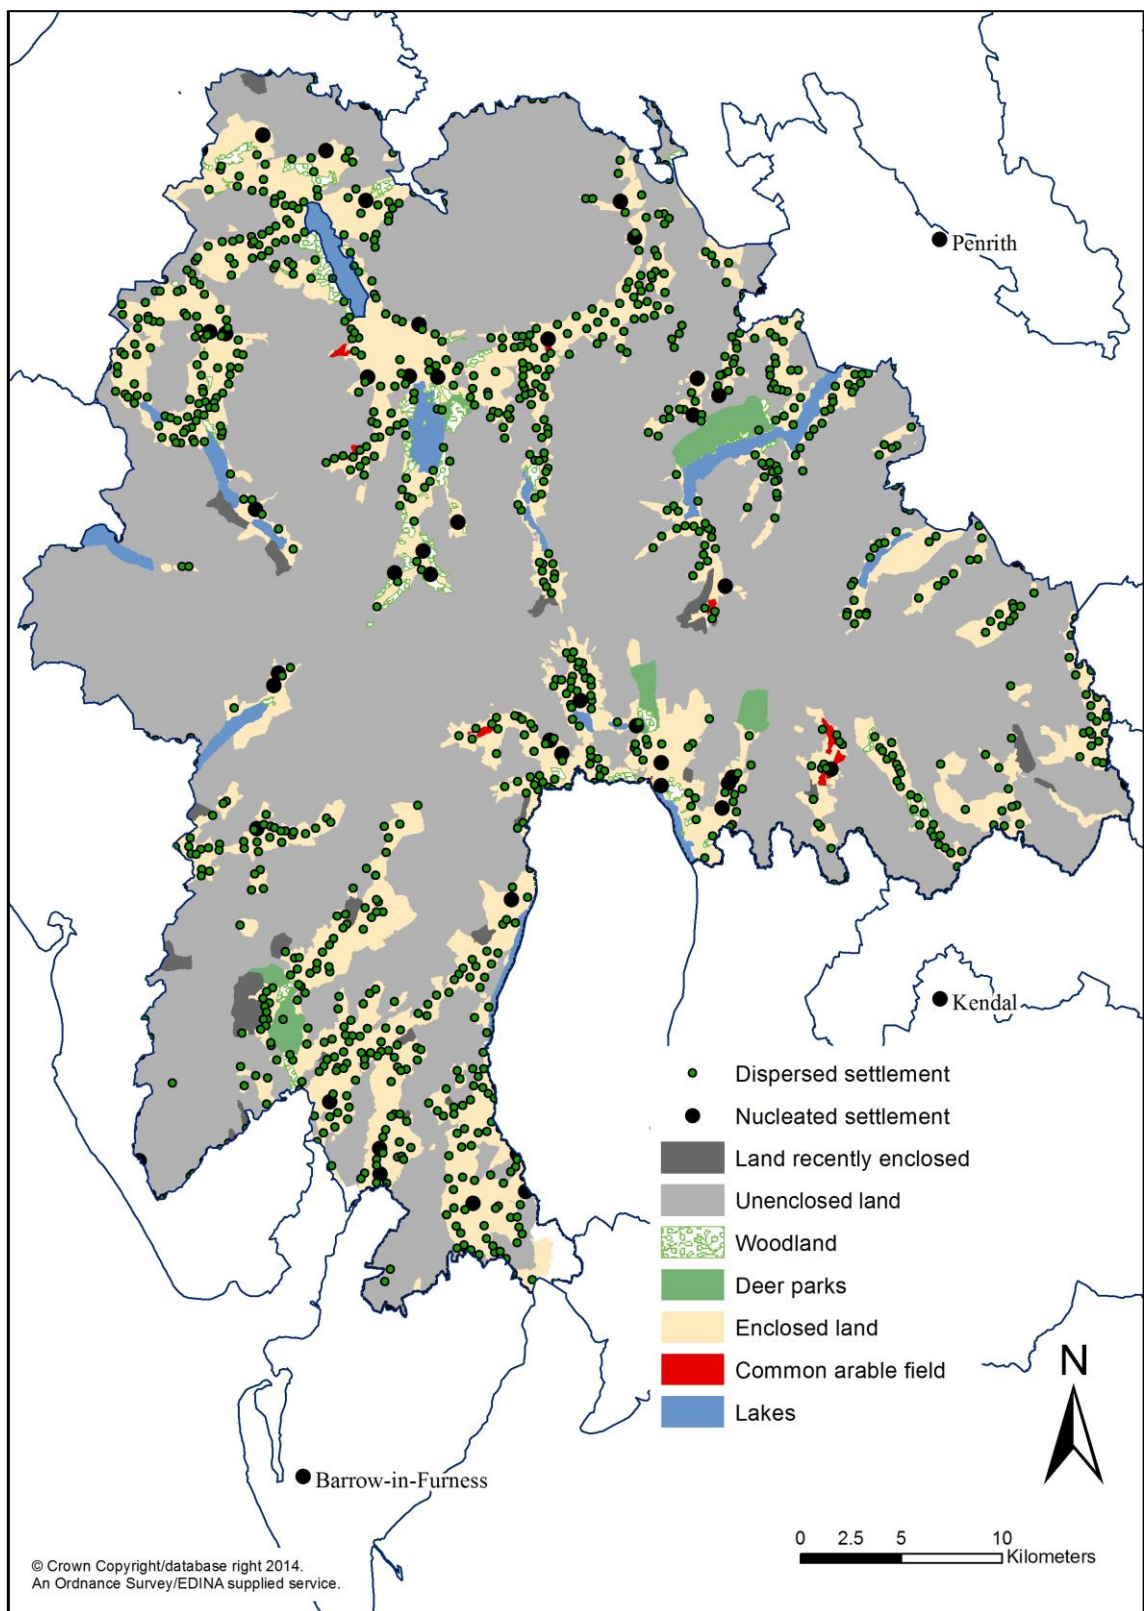 Penrith
Kendal
Dispersed settlement
Nucleated settlement
Land recently enclosed
Unenclosed land
Woodland
Deer parks
Enclosed land
Common arable field
Lakes
N
Barrow-in-Furness
0 2.5 5 10
Kilometers
© Crown Copyright/database right 2014.
An Ordnance Survey/EDINA supplied service.